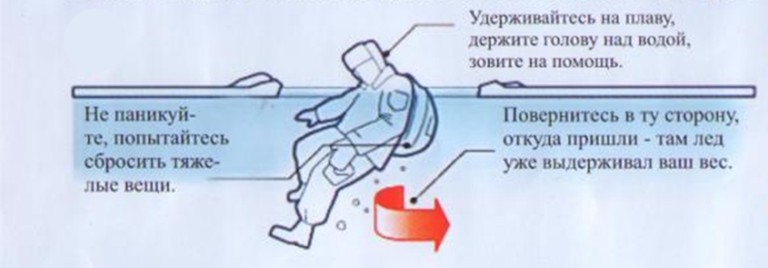 Удерживайтесь на плаву,
держите голову над водой,
зовите на помощь.
Не паникуй-
те, попытайтесь
сбросить тяже-
лые вещи.
Повернитесь в ту сторону,
откуда пришли - там лед
уже выдерживал ваш вес.